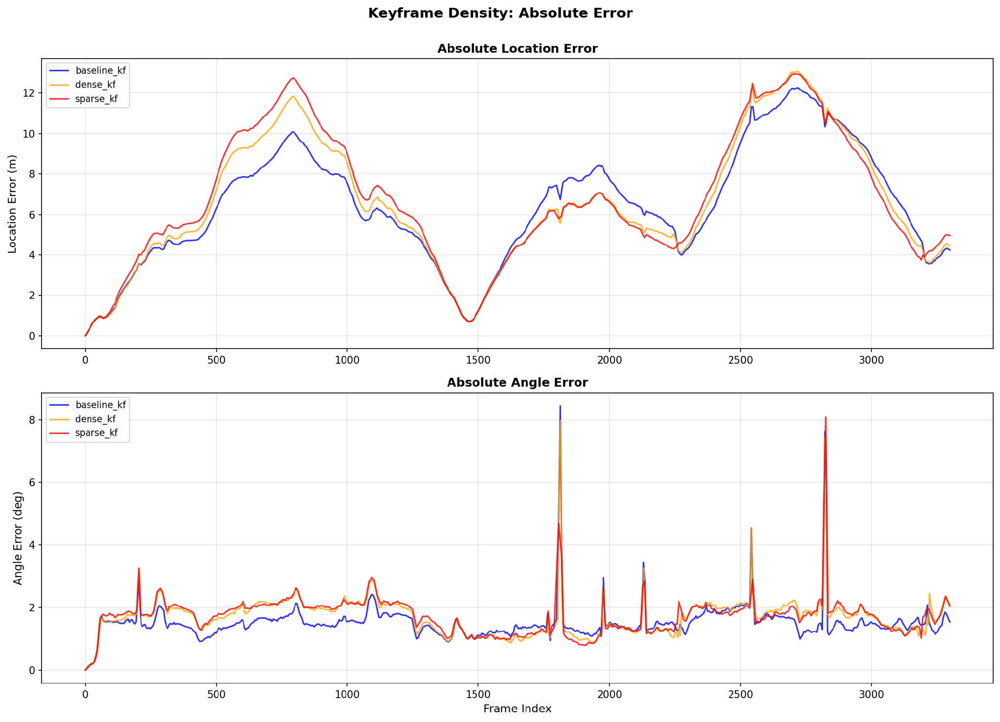 Keyframe Density: Absolute Error
Absolute Location Error
baseline_kf
dense_kf
sparse_kf
Location Error (m)
12
10
8
6
4
2
0
0 500 1000 1500 2000 2500 3000
Absolute Angle Error
baseline_kf
dense_kf
sparse_kf
Angle Error (deg)
8
6
4
2
0
0 500 1000 1500 2000 2500 3000
Frame Index